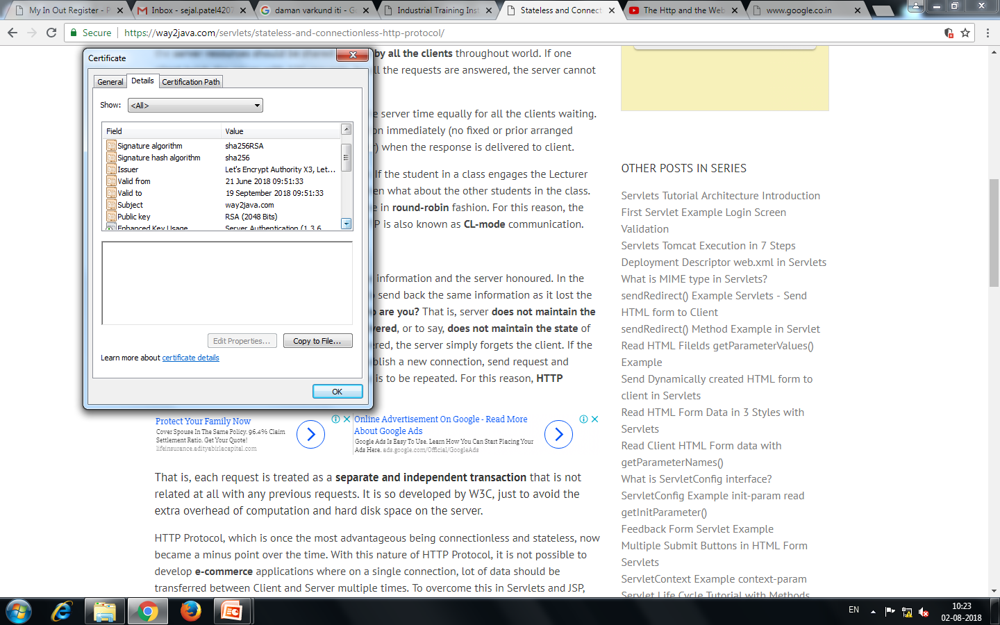 My In Out Register - P
Inbox - sejal.patel4207
daman varkund iti - G
Industrial Training Inst
Stateless and Connect
The Http and the Web
www.google.co.in
Secure
https://way2java.com/servlets/stateless-and-connectionless-http-protocol/
by all the clients throughout world. If one
ll the requests are answered, the server cannot
e server time equally for all the clients waiting.
on immediately (no fixed or prior arranged
) when the response is delivered to client.
If the student in a class engages the Lecturer
en what about the other students in the class.
e in round-robin fashion. For this reason, the
P is also known as CL-mode communication.
information and the server honoured. In the
send back the same information as it lost the
are you? That is, server does not maintain the
ered, or to say, does not maintain the state of
ered, the server simply forgets the client. If the
blish a new connection, send request and
is to be repeated. For this reason, HTTP
Certificate
General
Details
Certification Path
Show:
<All>
Field Value
Signature algorithm sha256RSA
Signature hash algorithm sha256
Issuer Let's Encrypt Authority X3, Let...
Valid from 21 June 2018 09:51:33
Valid to 19 September 2018 09:51:33
Subject way2java.com
Public key RSA (2048 Bits)
Enhanced Key Usage Server Authentication (1.3.6
Edit Properties...
Copy to File...
Learn more about certificate details
OK
Protect Your Family Now
Cover Spouse In The Same Policy. 96.4% Claim
Settlement Ratio. Get Your Quote!
lifeinsurance.adityabirlacapital.com
Online Advertisement On Google - Read More
About Google Ads
Google Ads Is Easy To Use. Learn How You Can Start Placing Your
Ads Here. ads.google.com/Official/GoogleAds
That is, each request is treated as a separate and independent transaction that is not
related at all with any previous requests. It is so developed by W3C, just to avoid the
extra overhead of computation and hard disk space on the server.
HTTP Protocol, which is once the most advantageous being connectionless and stateless, now
became a minus point over the time. With this nature of HTTP Protocol, it is not possible to
develop e-commerce applications where on a single connection, lot of data should be
transferred between Client and Server multiple times. To overcome this in Servlets and JSP,
OTHER POSTS IN SERIES
Servlets Tutorial Architecture Introduction
First Servlet Example Login Screen
Validation
Servlets Tomcat Execution in 7 Steps
Deployment Descriptor web.xml in Servlets
What is MIME type in Servlets?
sendRedirect() Example Servlets - Send
HTML form to Client
sendRedirect() Method Example in Servlet
Read HTML Filelds getParameterValues()
Example
Send Dynamically created HTML form to
client in Servlets
Read HTML Form Data in 3 Styles with
Servlets
Read Client HTML Form data with
getParameterNames()
What is ServletConfig interface?
ServletConfig Example init-param read
getInitParameter()
Feedback Form Servlet Example
Multiple Submit Buttons in HTML Form
Servlets
ServletContext Example context-param
Servlet Life Cycle Tutorial with Methods
EN
10:23
02-08-2018